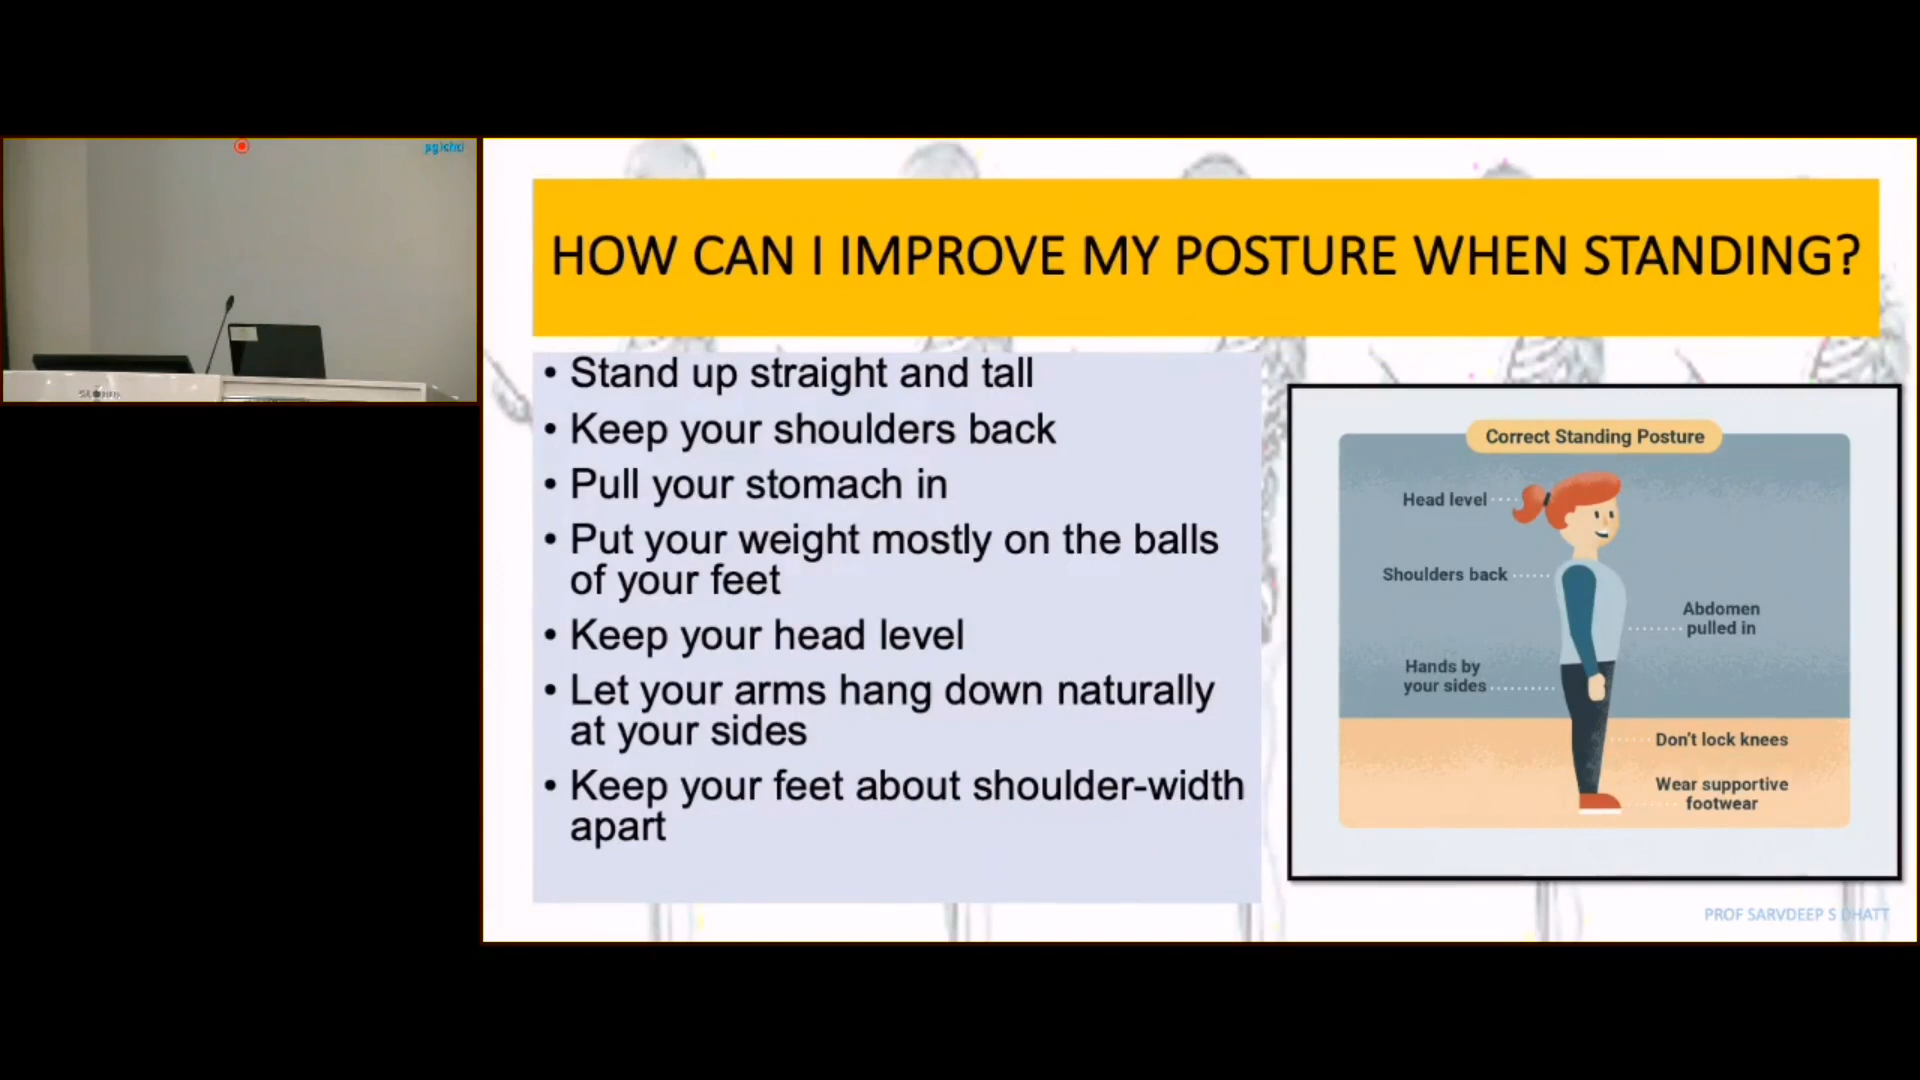 pgichd
HOW CAN I IMPROVE MY POSTURE WHEN STANDING?
• Stand up straight and tall
• Keep your shoulders back
• Pull your stomach in
• Put your weight mostly on the balls
of your feet
• Keep your head level
• Let your arms hang down naturally
at your sides
• Keep your feet about shoulder-width
apart
Correct Standing Posture
Head level
Shoulders back
Abdomen
pulled in
Hands by
your sides
Don't lock knees
Wear supportive
footwear
PROF SARVDEEP S DHATT